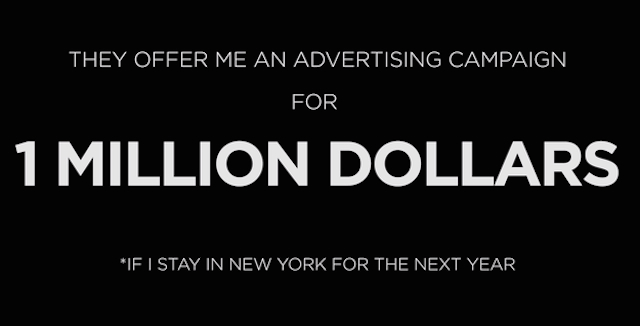 THEY OFFER ME AN ADVERTISING CAMPAIGN
FOR
1 MILLION DOLLARS
*IF I STAY IN NEW YORK FOR THE NEXT YEAR